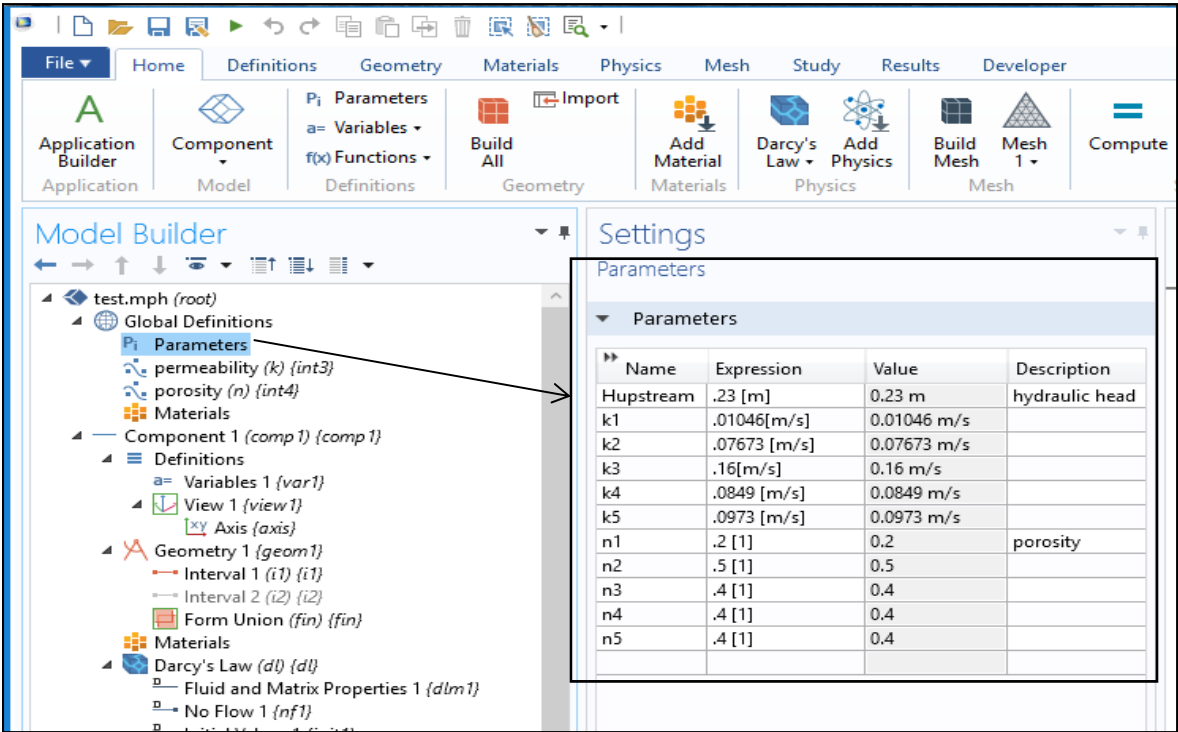 File Home Definitions Geometry Materials Physics Mesh Study Results Developer
A Pi Parameters Import
a= Variables
Application Builder Component f(x) Functions Build All Add Material Darcy's Law Add Physics Build Mesh Mesh 1 Compute
Application Model Definitions Geometry Materials Physics Mesh
Model Builder
test.mph (root)
Global Definitions
Pi Parameters
permeability (k) {int3}
porosity (n) {int4}
Materials
Component 1 (comp1) {comp1}
Definitions
a= Variables 1 {var1}
View 1 {view1}
xy Axis {axis}
Geometry 1 {geom1}
Interval 1 (i1) {i1}
Interval 2 (i2) {i2}
Form Union (fin) {fin}
Materials
Darcy's Law (dl) {dl}
D Fluid and Matrix Properties 1 {dlm1}
D No Flow 1 {nf1}
Settings
Parameters
Parameters
Name Expression Value Description
Hupstream .23 [m] 0.23 m hydraulic head
k1 .01046[m/s] 0.01046 m/s
k2 .07673 [m/s] 0.07673 m/s
k3 .16[m/s] 0.16 m/s
k4 .0849 [m/s] 0.0849 m/s
k5 .0973 [m/s] 0.0973 m/s
n1 .2 [1] 0.2 porosity
n2 .5 [1] 0.5
n3 .4 [1] 0.4
n4 .4 [1] 0.4
n5 .4 [1] 0.4